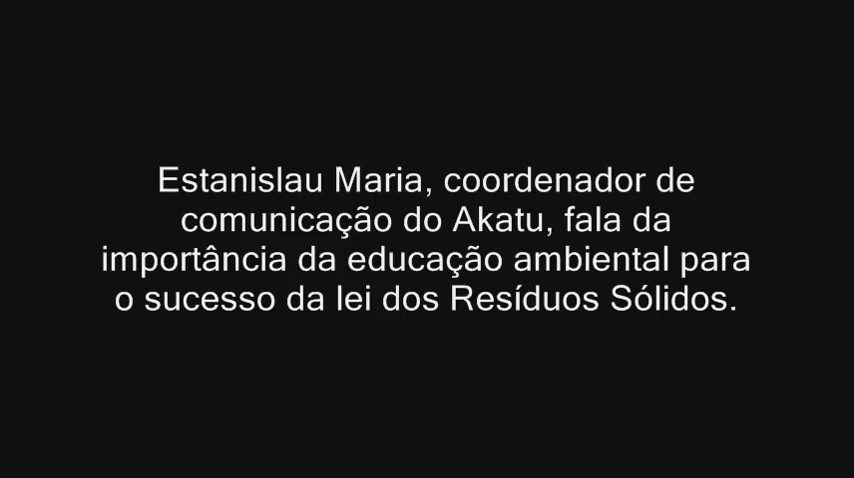 Estanislau Maria, coordenador de
comunicação do Akatu, fala da
importância da educação ambiental para
o sucesso da lei dos Resíduos Sólidos.